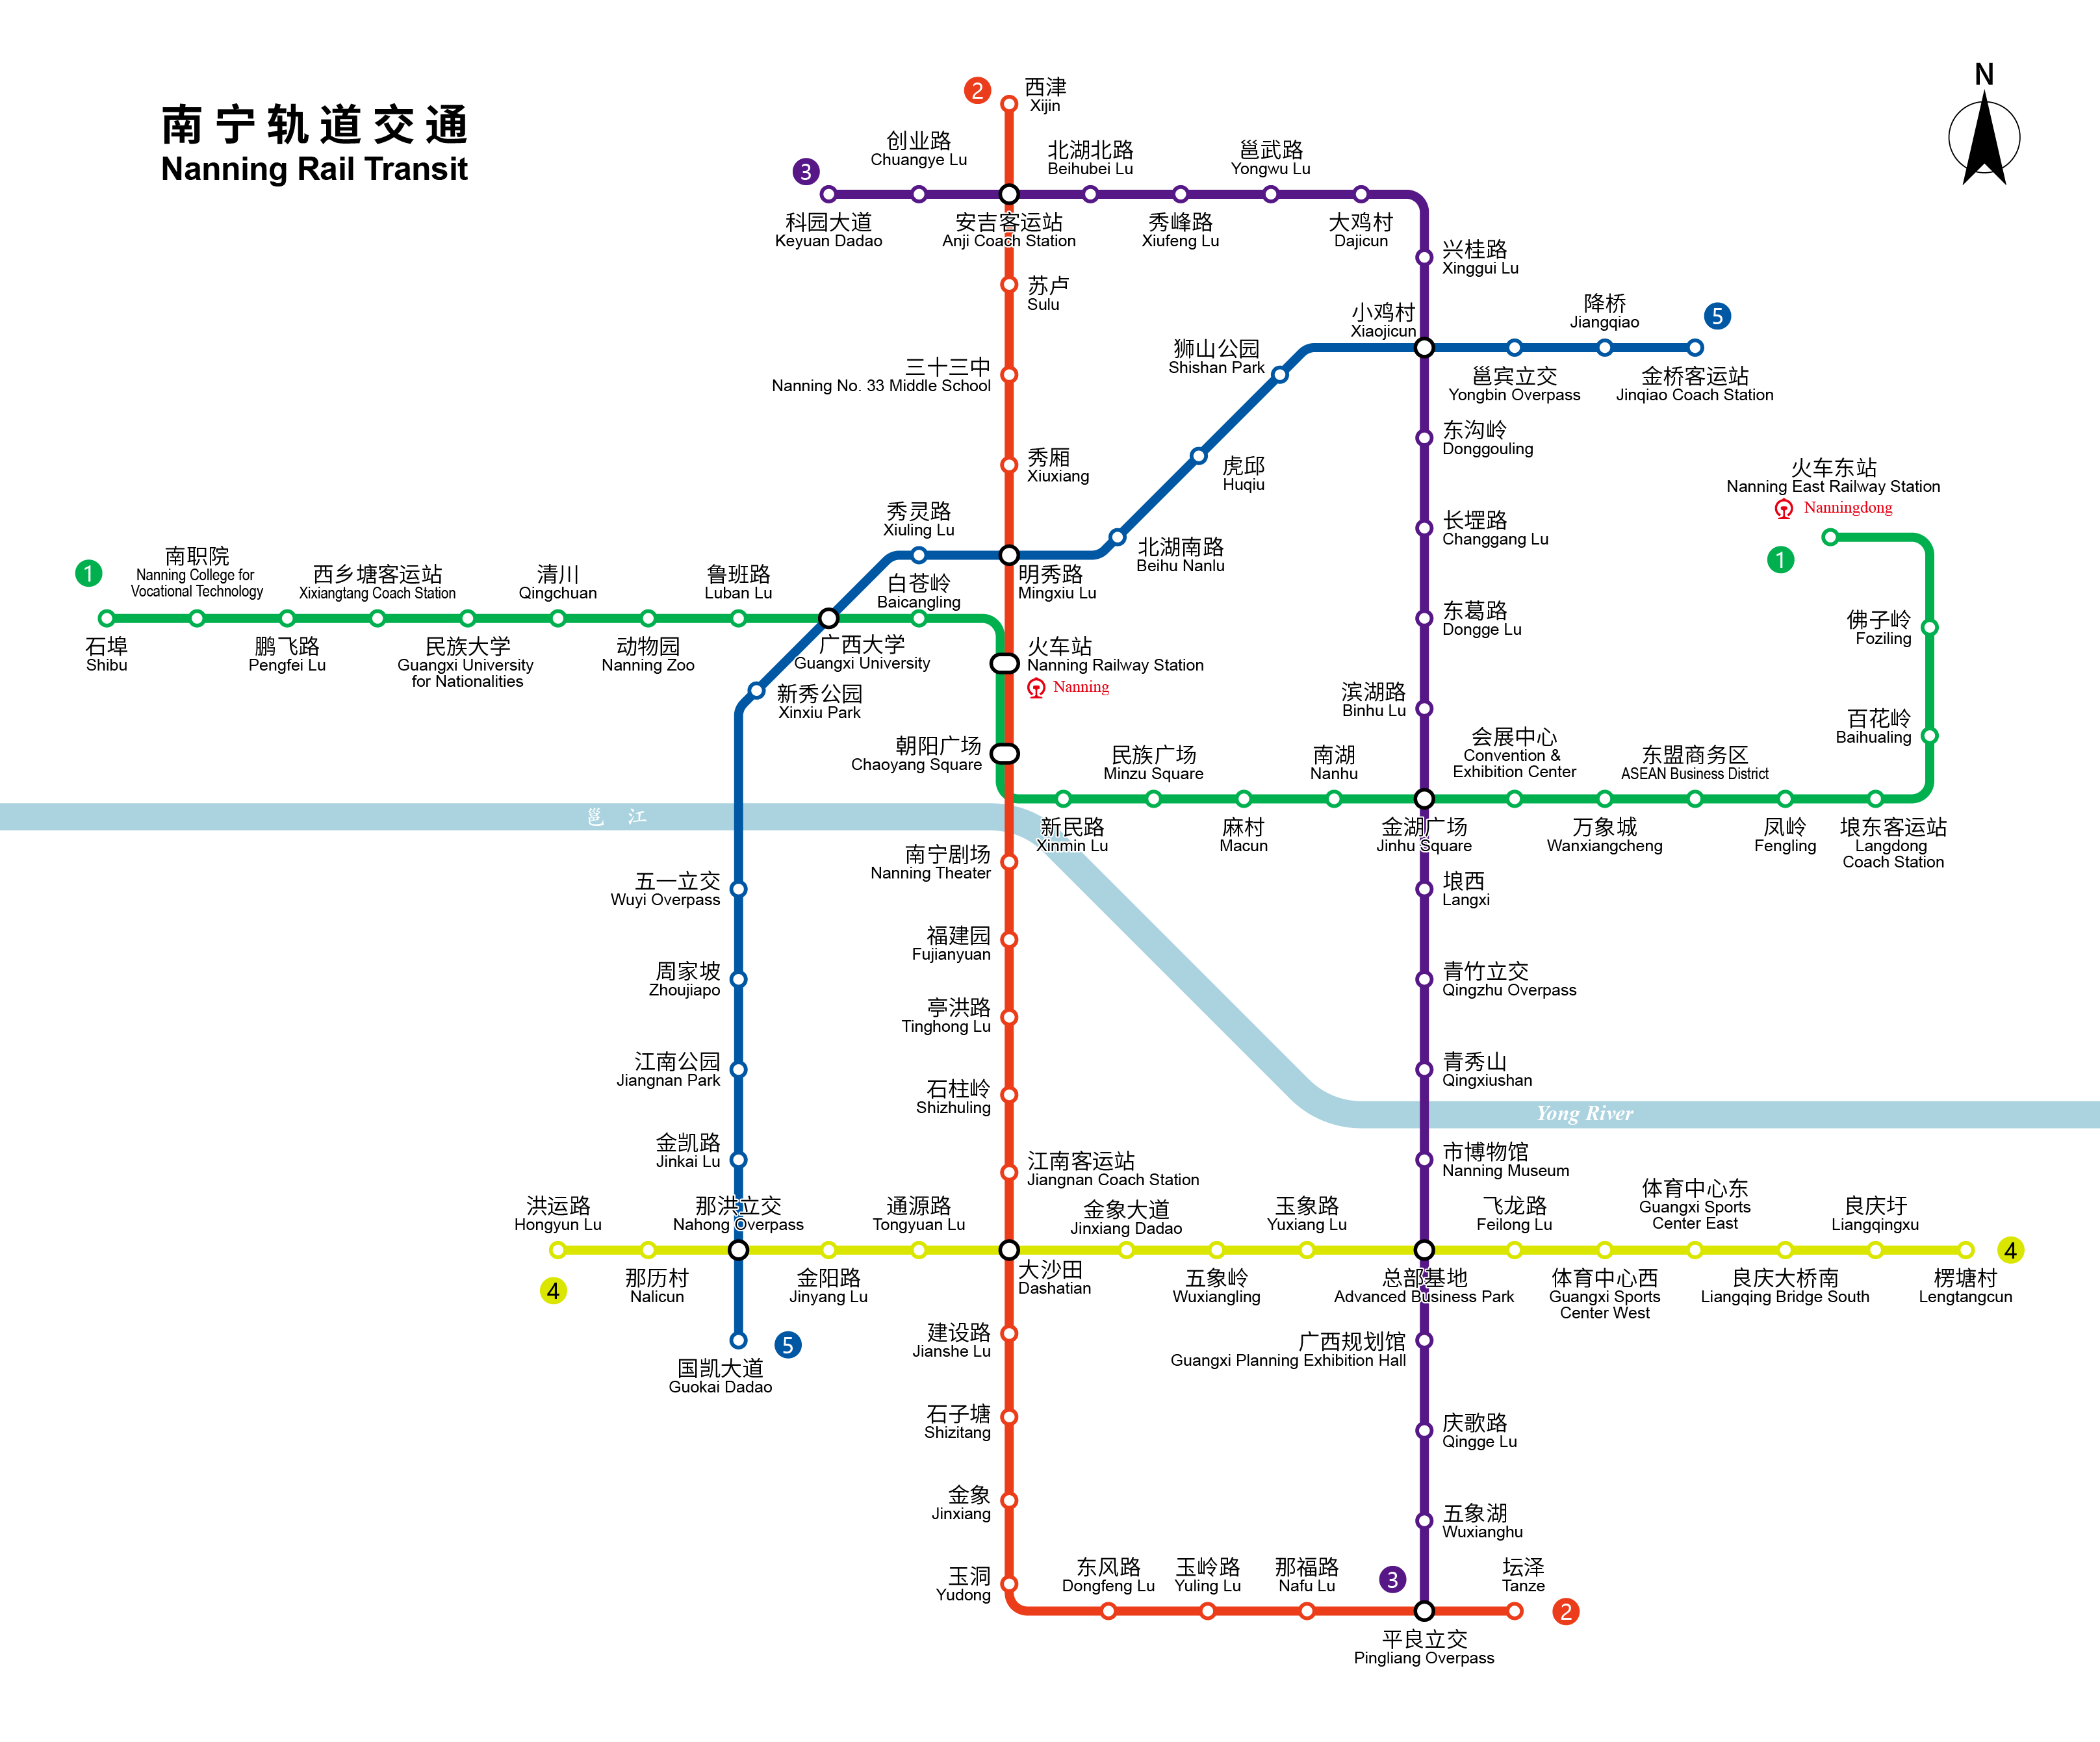 南宁轨道交通
Nanning Rail Transit
N
2
西津
Xijin
3
创业路
Chuangye Lu
北湖北路
Beihubei Lu
邕武路
Yongwu Lu
科园大道
Keyuan Dadao
安吉客运站
Anji Coach Station
秀峰路
Xiufeng Lu
大鸡村
Dajicun
兴桂路
Xinggui Lu
苏卢
Sulu
小鸡村
Xiaojicun
降桥
Jiangqiao
5
狮山公园
Shishan Park
三十三中
Nanning No. 33 Middle School
邕宾立交
Yongbin Overpass
金桥客运站
Jinqiao Coach Station
东沟岭
Donggouling
秀厢
Xiuxiang
虎邱
Huqiu
火车东站
Nanning East Railway Station
Nanningdong
1
秀灵路
Xiuling Lu
长堽路
Changgang Lu
北湖南路
Beihu Nanlu
1
南职院
Nanning College for
Vocational Technology
西乡塘客运站
Xixiangtang Coach Station
清川
Qingchuan
鲁班路
Luban Lu
白苍岭
Baicangling
明秀路
Mingxiu Lu
石埠
Shibu
鹏飞路
Pengfei Lu
民族大学
Guangxi University
for Nationalities
动物园
Nanning Zoo
广西大学
Guangxi University
火车站
Nanning Railway Station
Nanning
东葛路
Dongge Lu
佛子岭
Foziling
新秀公园
Xinxiu Park
滨湖路
Binhu Lu
百花岭
Baihualing
朝阳广场
Chaoyang Square
民族广场
Minzu Square
南湖
Nanhu
会展中心
Convention &
Exhibition Center
东盟商务区
ASEAN Business District
邕 江
新民路
Xinmin Lu
麻村
Macun
金湖广场
Jinhu Square
万象城
Wanxiangcheng
凤岭
Fengling
埌东客运站
Langdong
Coach Station
南宁剧场
Nanning Theater
五一立交
Wuyi Overpass
埌西
Langxi
福建园
Fujianyuan
周家坡
Zhoujiapo
青竹立交
Qingzhu Overpass
亭洪路
Tinghong Lu
江南公园
Jiangnan Park
青秀山
Qingxiushan
石柱岭
Shizhuling
Yong River
金凯路
Jinkai Lu
市博物馆
Nanning Museum
江南客运站
Jiangnan Coach Station
洪运路
Hongyun Lu
那洪立交
Nahong Overpass
通源路
Tongyuan Lu
金象大道
Jinxiang Dadao
玉象路
Yuxiang Lu
飞龙路
Feilong Lu
体育中心东
Guangxi Sports
Center East
良庆圩
Liangqingxu
4
4
那历村
Nalicun
金阳路
Jinyang Lu
大沙田
Dashatian
五象岭
Wuxiangling
总部基地
Advanced Business Park
体育中心西
Guangxi Sports
Center West
良庆大桥南
Liangqing Bridge South
楞塘村
Lengtangcun
5
国凯大道
Guokai Dadao
建设路
Jianshe Lu
广西规划馆
Guangxi Planning Exhibition Hall
石子塘
Shizitang
庆歌路
Qingge Lu
金象
Jinxiang
五象湖
Wuxianghu
玉洞
Yudong
东风路
Dongfeng Lu
玉岭路
Yuling Lu
那福路
Nafu Lu
3
坛泽
Tanze
2
平良立交
Pingliang Overpass